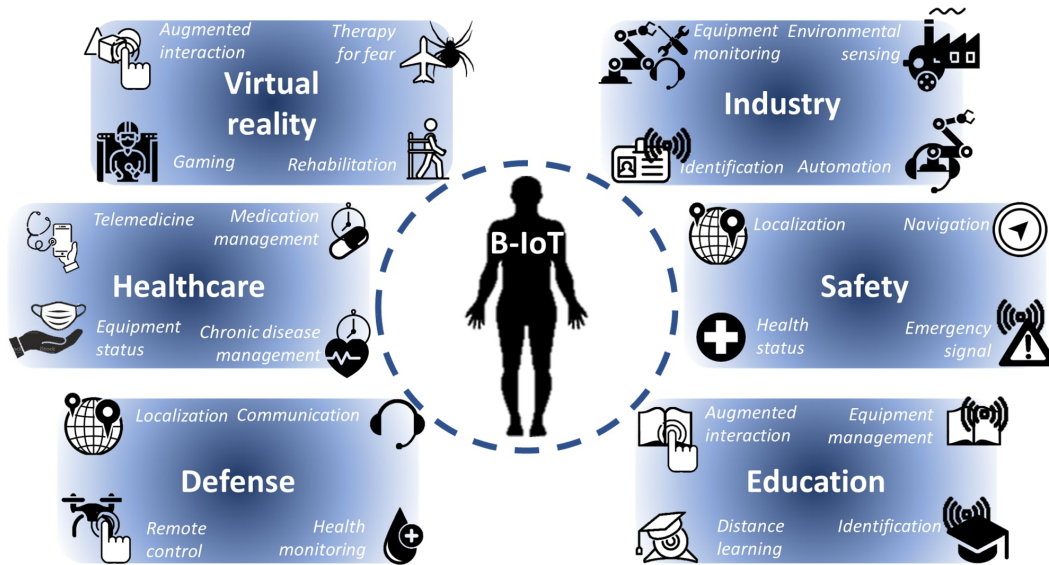 Augmented
interaction
Therapy
for fear
Virtual
reality
Gaming
Rehabilitation
Equipment
monitoring
Environmental
sensing
Industry
Identification
Automation
Telemedicine
Medication
management
Healthcare
Equipment
status
Chronic disease
management
B-IoT
Localization
Navigation
Safety
Health
status
Emergency
signal
Localization
Communication
Defense
Remote
control
Health
monitoring
Augmented
interaction
Equipment
management
Education
Distance
learning
Identification